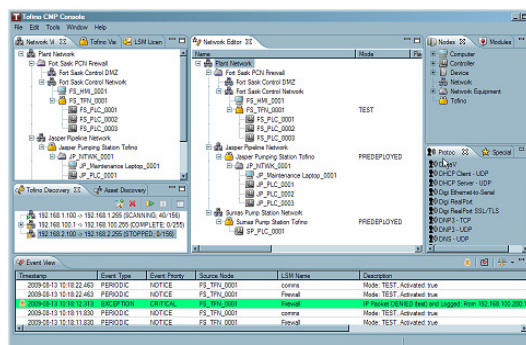 Tofino CMP Console
File Edit Tools Window Help
Network Vi
Tofino Vie
LSM Licen
Plant Network
Fort Sask PCN Firewall
Fort Sask Control DMZ
Fort Sask Control Network
FS_HMI_0001
FS_TFN_0001
FS_PLC_0001
FS_PLC_0002
FS_PLC_0003
Jasper Pipeline Network
Jasper Pumping Station Tofino
JP_NTWK_0001
JP_Maintenance Laptop_0001
JP_PLC_0001
Tofino Discovery
Asset Discovery
192.168.1.100 -> 192.168.1.255 (SCANNING: 40/156)
192.168.100.1 -> 192.168.100.255 (COMPLETE: 0/255)
192.168.2.100 -> 192.168.2.255 (STOPPED: 0/156)
Network Editor
Name Mode
Plant Network
Fort Sask PCN Firewall
Fort Sask Control DMZ
Fort Sask Control Network
FS_HMI_0001
FS_TFN_0001 TEST
FS_PLC_0001
FS_PLC_0002
FS_PLC_0003
Jasper Pipeline Network
Jasper Pumping Station Tofino PREDEPLOYED
JP_NTWK_0001
JP_Maintenance Laptop_0001
JP_PLC_0001
JP_PLC_0002
JP_PLC_0003
Sumas Pump Station Network
Sumas Pumping Station Tofino PREDEPLOYED
SP_PLC_0001
Nodes
Modules
Computer
Controller
Device
Network
Network Equipment
Tofino
Protoc
Special
DeltaV
DHCP Client - UDP
DHCP Server - UDP
Digi Ethernet-to-Serial
Digi RealPort
Digi RealPort SSL/TLS
DNP3 - TCP
DNP3 - UDP
DNS - UDP
Event View
Timestamp Event Type Event Priority Source Node LSM Name Description
2009-08-13 10:18:22.463 PERIODIC NOTICE FS_TFN_0001 comms Mode: TEST, Activated: true
2009-08-13 10:18:22.463 PERIODIC NOTICE FS_TFN_0001 Firewall Mode: TEST, Activated: true
2009-08-13 10:18:12.313 EXCEPTION CRITICAL FS_TFN_0001 Firewall IP Packet DENIED (test) and Logged: From 192.168.100.200:1
2009-08-13 10:18:11.830 PERIODIC NOTICE FS_TFN_0001 comms Mode: TEST, Activated: true
2009-08-13 10:18:11.830 PERIODIC NOTICE FS_TFN_0001 Firewall Mode: TEST, Activated: true